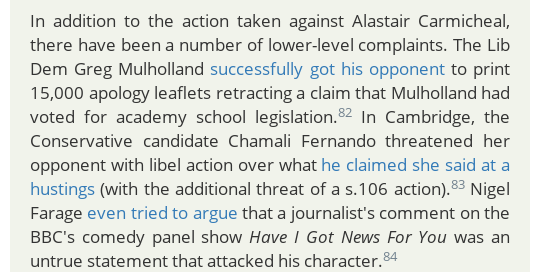 In addition to the action taken against Alastair Carmicheal,
there have been a number of lower-level complaints. The Lib
Dem Greg Mulholland successfully got his opponent to print
15,000 apology leaflets retracting a claim that Mulholland had
voted for academy school legislation.82 In Cambridge, the
Conservative candidate Chamali Fernando threatened her
opponent with libel action over what he claimed she said at a
hustings (with the additional threat of a s.106 action).83 Nigel
Farage even tried to argue that a journalist's comment on the
BBC's comedy panel show Have I Got News For You was an
untrue statement that attacked his character.84